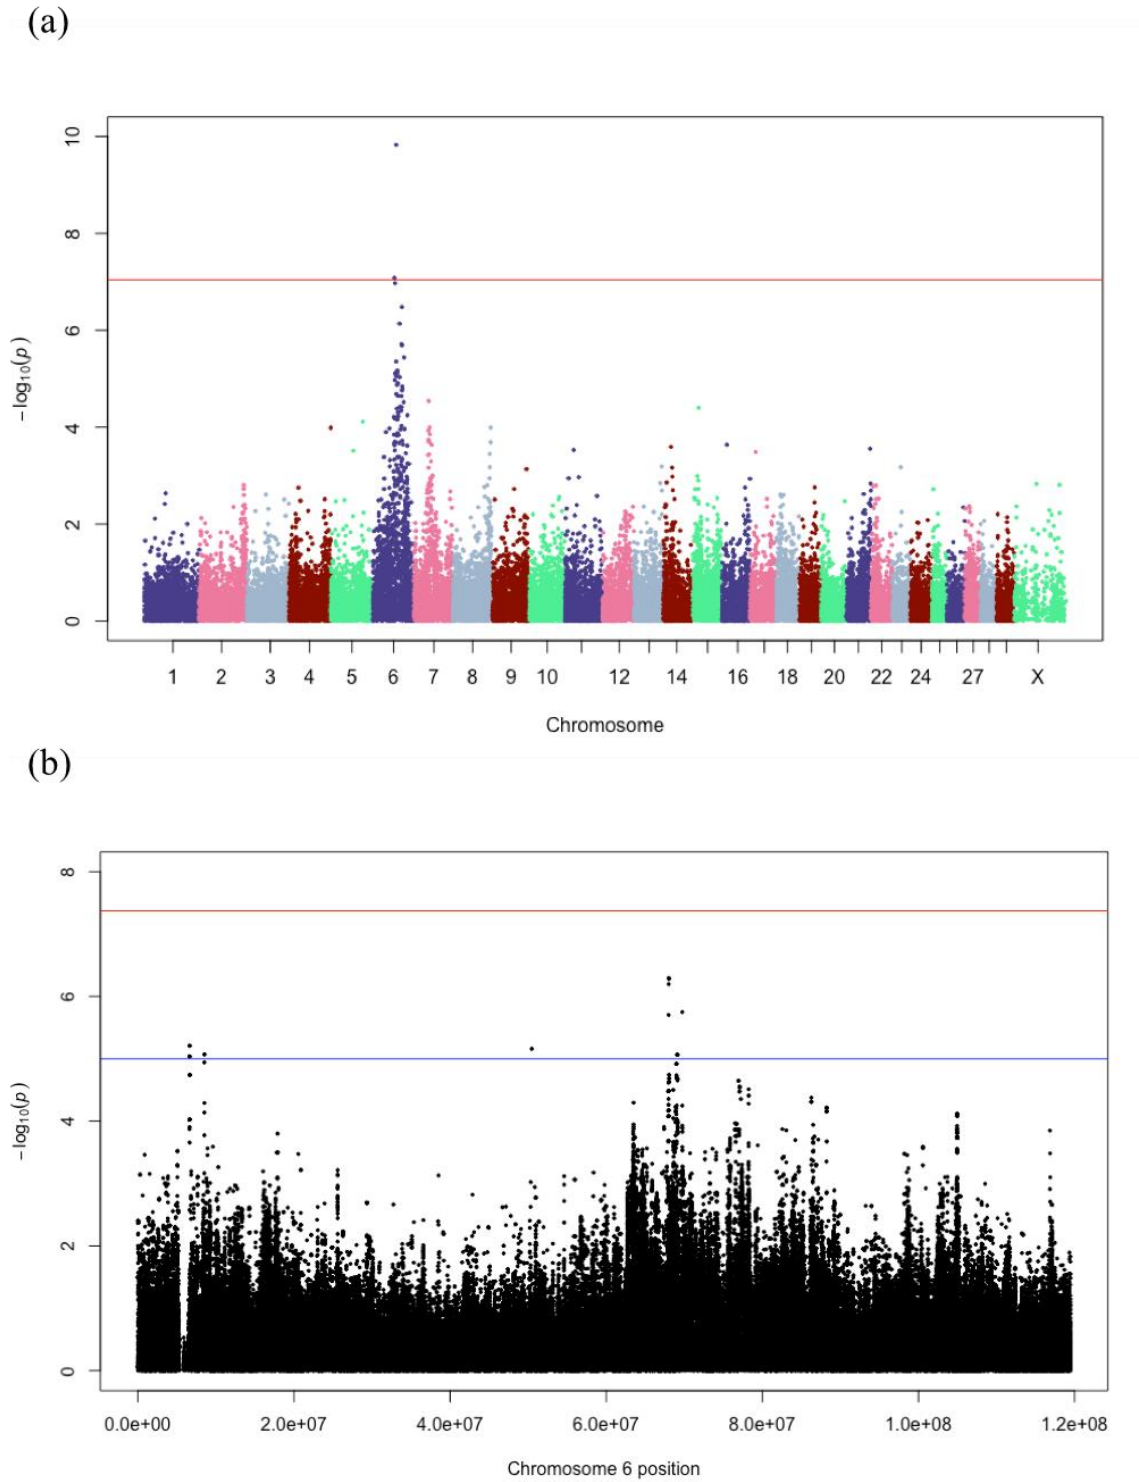 (a)
10
8
6
4
2
0
−log10(p)
1 2 3 4 5 6 7 8 9 10 12 14 16 18 20 22 24 27 X
Chromosome
(b)
8
6
4
2
0
−log10(p)
0.0e+00 2.0e+07 4.0e+07 6.0e+07 8.0e+07 1.0e+08 1.2e+08
Chromosome 6 position